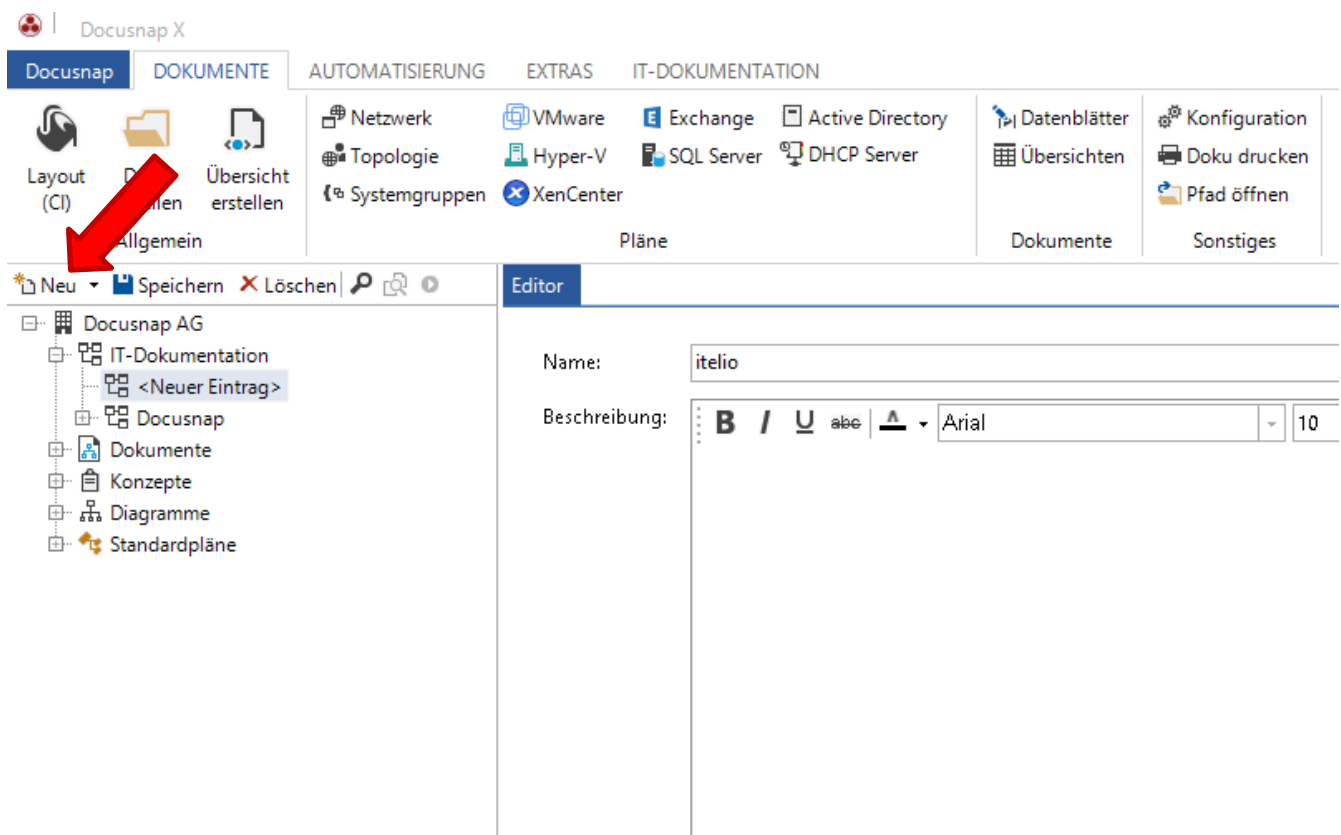 Docusnap X
Docusnap DOKUMENTE AUTOMATISIERUNG EXTRAS IT-DOKUMENTATION
Netzwerk VMware Exchange Active Directory Datenblätter Konfiguration
Topologie Hyper-V SQL Server DHCP Server Übersichten Doku drucken
Layout Übersicht
(CI) erstellen Systemgruppen XenCenter Pfad öffnen
Allgemein Pläne Dokumente Sonstiges
Neu Speichern Löschen Editor
Docusnap AG
IT-Dokumentation
<Neuer Eintrag>
Docusnap
Dokumente
Konzepte
Diagramme
Standardpläne
Name: itelio
Beschreibung: B I U abc A Arial 10